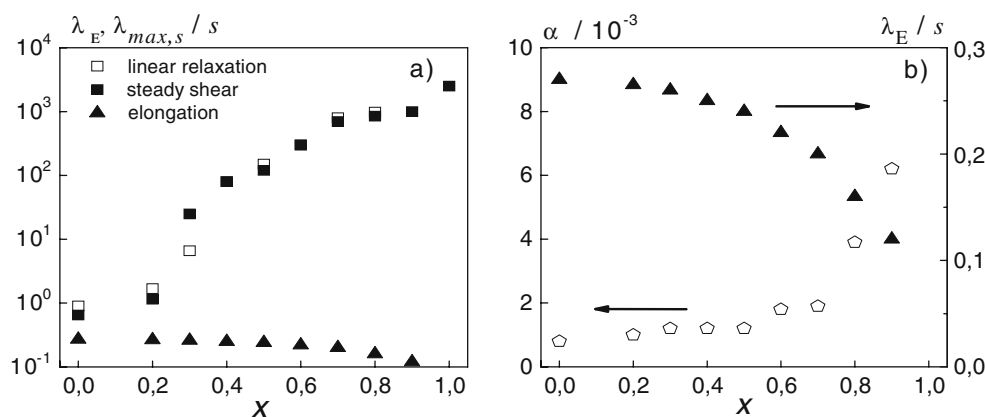 λ_E, λ_{max,s} / s
10^4
10^3
10^2
10^1
10^0
10^{-1}
a)
linear relaxation
steady shear
elongation
0,0 0,2 0,4 0,6 0,8 1,0
x
α / 10^{-3}
λ_E / s
b)
10
8
6
4
2
0
0,3
0,2
0,1
0,0
0,0 0,2 0,4 0,6 0,8 1,0
x